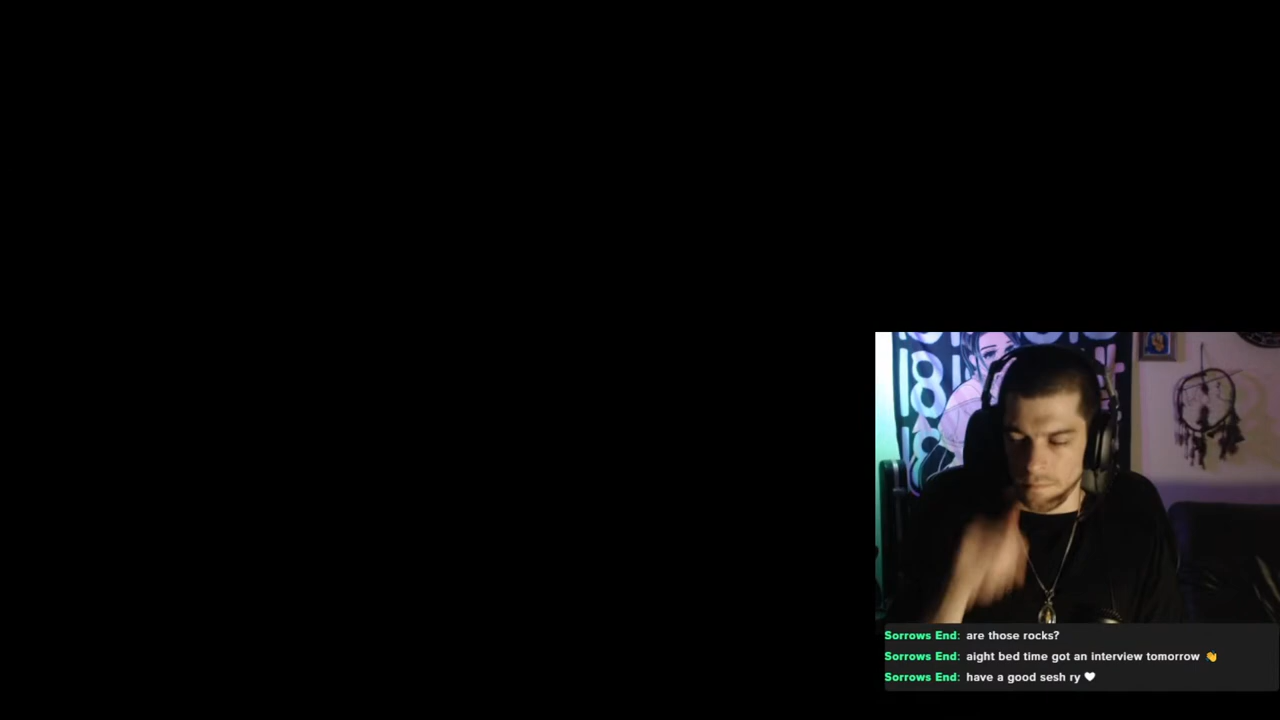 Sorrows End: are those rocks?
Sorrows End: aight bed time got an interview tomorrow 👋
Sorrows End: have a good sesh ry 🤍